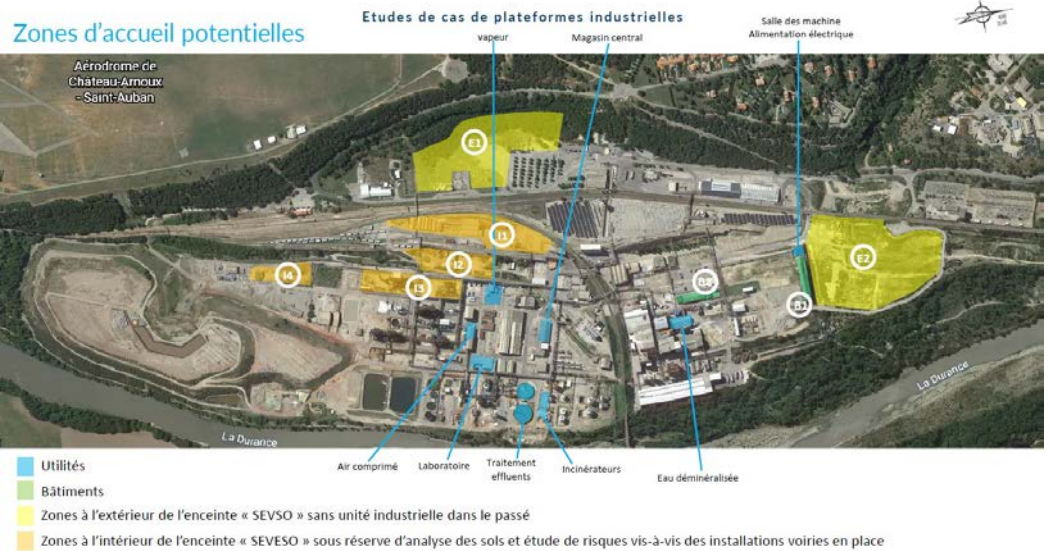 Etudes de cas de plateformes industrielles
Zones d'accueil potentielles
vapeur
Magasin central
Salle des machine
Alimentation électrique
Aérodrome de
Château-Arnoux
- Saint-Auban
E1
I1
I2
I3
I4
B2
B1
E2
La Durance
La Durance
Air comprimé
Laboratoire
Traitement
effluents
Incinérateurs
Eau déminéralisée
Utilités
Bâtiments
Zones à l'extérieur de l'enceinte « SEVSO » sans unité industrielle dans le passé
Zones à l'intérieur de l'enceinte « SEVESO » sous réserve d'analyse des sols et étude de risques vis-à-vis des installations voiries en place